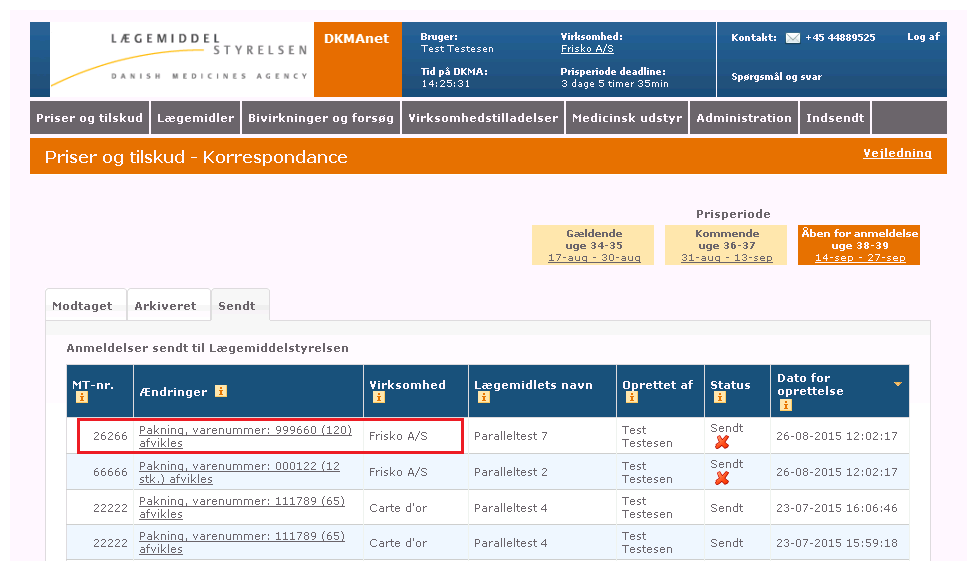 LÆGEMIDDEL
STYRELSEN
DANISH MEDICINES AGENCY
DKMAnet
Bruger:
Test Testesen
Virksomhed:
Frisko A/S
Kontakt: +45 44889525
Log af
Tid på DKMA:
14:25:31
Prisperiode deadline:
3 dage 5 timer 35min
Spørgsmål og svar
Priser og tilskud Lægemidler Bivirkninger og forsøg Virksomhedstilladelser Medicinsk udstyr Administration Indsendt
Priser og tilskud - Korrespondance
Vejledning
Prisperiode
Gældende
uge 34-35
17-aug - 30-aug
Kommende
uge 36-37
31-aug - 13-sep
Åben for anmeldelse
uge 38-39
14-sep - 27-sep
Modtaget Arkiveret Sendt
Anmeldelser sendt til Lægemiddelstyrelsen
MT-nr. Ændringer Virksomhed Lægemidlets navn Oprettet af Status Dato for
oprettelse
26266 Pakning, varenummer: 999660 (120)
afvikles
Frisko A/S Paralleltest 7 Test
Testesen
Sendt 26-08-2015 12:02:17
66666 Pakning, varenummer: 000122 (12
stk.) afvikles
Frisko A/S Paralleltest 2 Test
Testesen
Sendt 26-08-2015 12:02:17
22222 Pakning, varenummer: 111789 (65)
afvikles
Carte d'or Paralleltest 4 Test
Testesen
Sendt 23-07-2015 16:06:46
22222 Pakning, varenummer: 111789 (65)
afvikles
Carte d'or Paralleltest 4 Test
Testesen
Sendt 23-07-2015 15:59:18